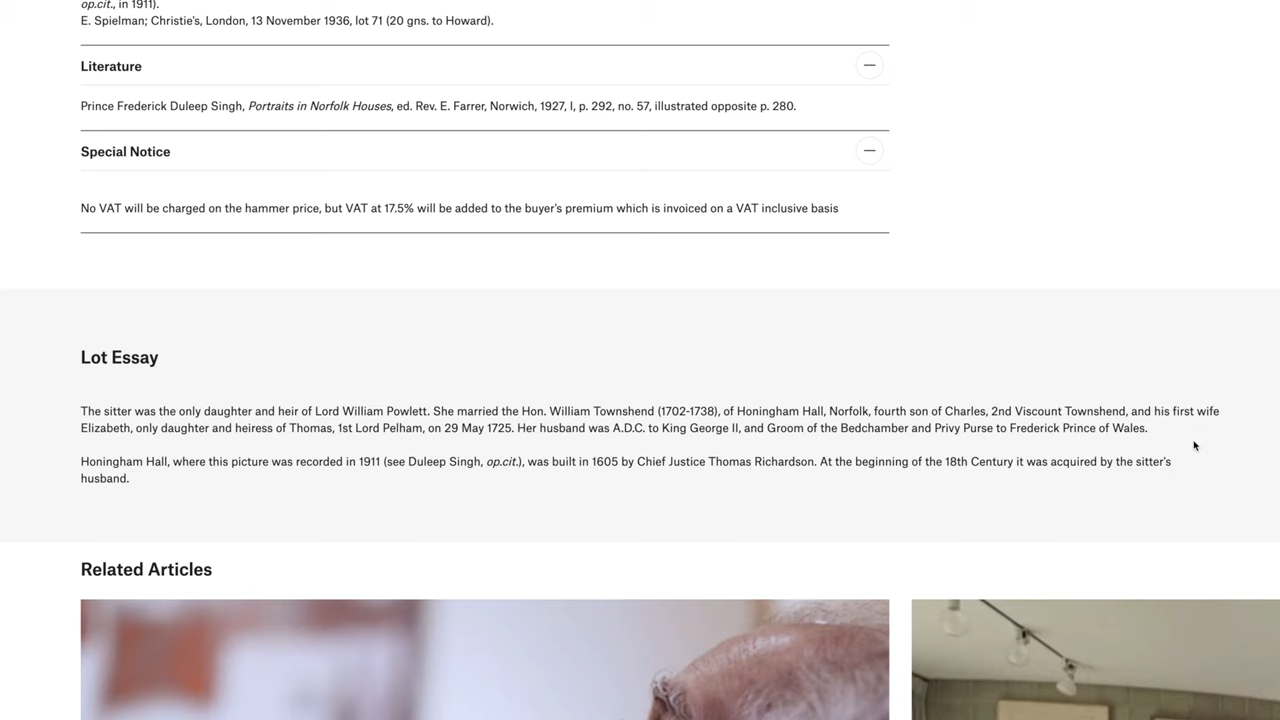 op.cit., in 1911).
E. Spielman; Christie's, London, 13 November 1936, lot 71 (20 gns. to Howard).
Literature
Prince Frederick Duleep Singh, Portraits in Norfolk Houses, ed. Rev. E. Farrer, Norwich, 1927, I, p. 292, no. 57, illustrated opposite p. 280.
Special Notice
No VAT will be charged on the hammer price, but VAT at 17.5% will be added to the buyer's premium which is invoiced on a VAT inclusive basis
Lot Essay
The sitter was the only daughter and heir of Lord William Powlett. She married the Hon. William Townshend (1702-1738), of Honingham Hall, Norfolk, fourth son of Charles, 2nd Viscount Townshend, and his first wife
Elizabeth, only daughter and heiress of Thomas, 1st Lord Pelham, on 29 May 1725. Her husband was A.D.C. to King George II, and Groom of the Bedchamber and Privy Purse to Frederick Prince of Wales.
Honingham Hall, where this picture was recorded in 1911 (see Duleep Singh, op.cit.), was built in 1605 by Chief Justice Thomas Richardson. At the beginning of the 18th Century it was acquired by the sitter's
husband.
Related Articles